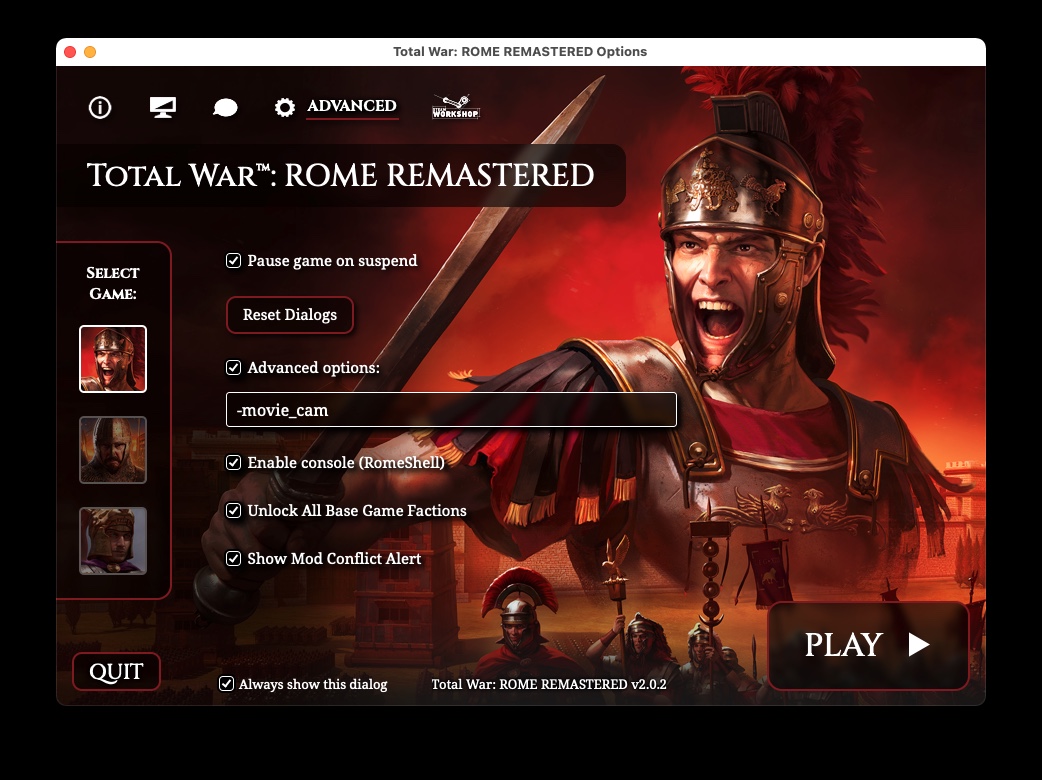 Total War: ROME REMASTERED Options
ADVANCED
STEAM
WORKSHOP
TOTAL WAR™: ROME REMASTERED
SELECT
GAME:
Pause game on suspend
Reset Dialogs
Advanced options:
-movie_cam
Enable console (RomeShell)
Unlock All Base Game Factions
Show Mod Conflict Alert
PLAY
QUIT
Always show this dialog
Total War: ROME REMASTERED v2.0.2